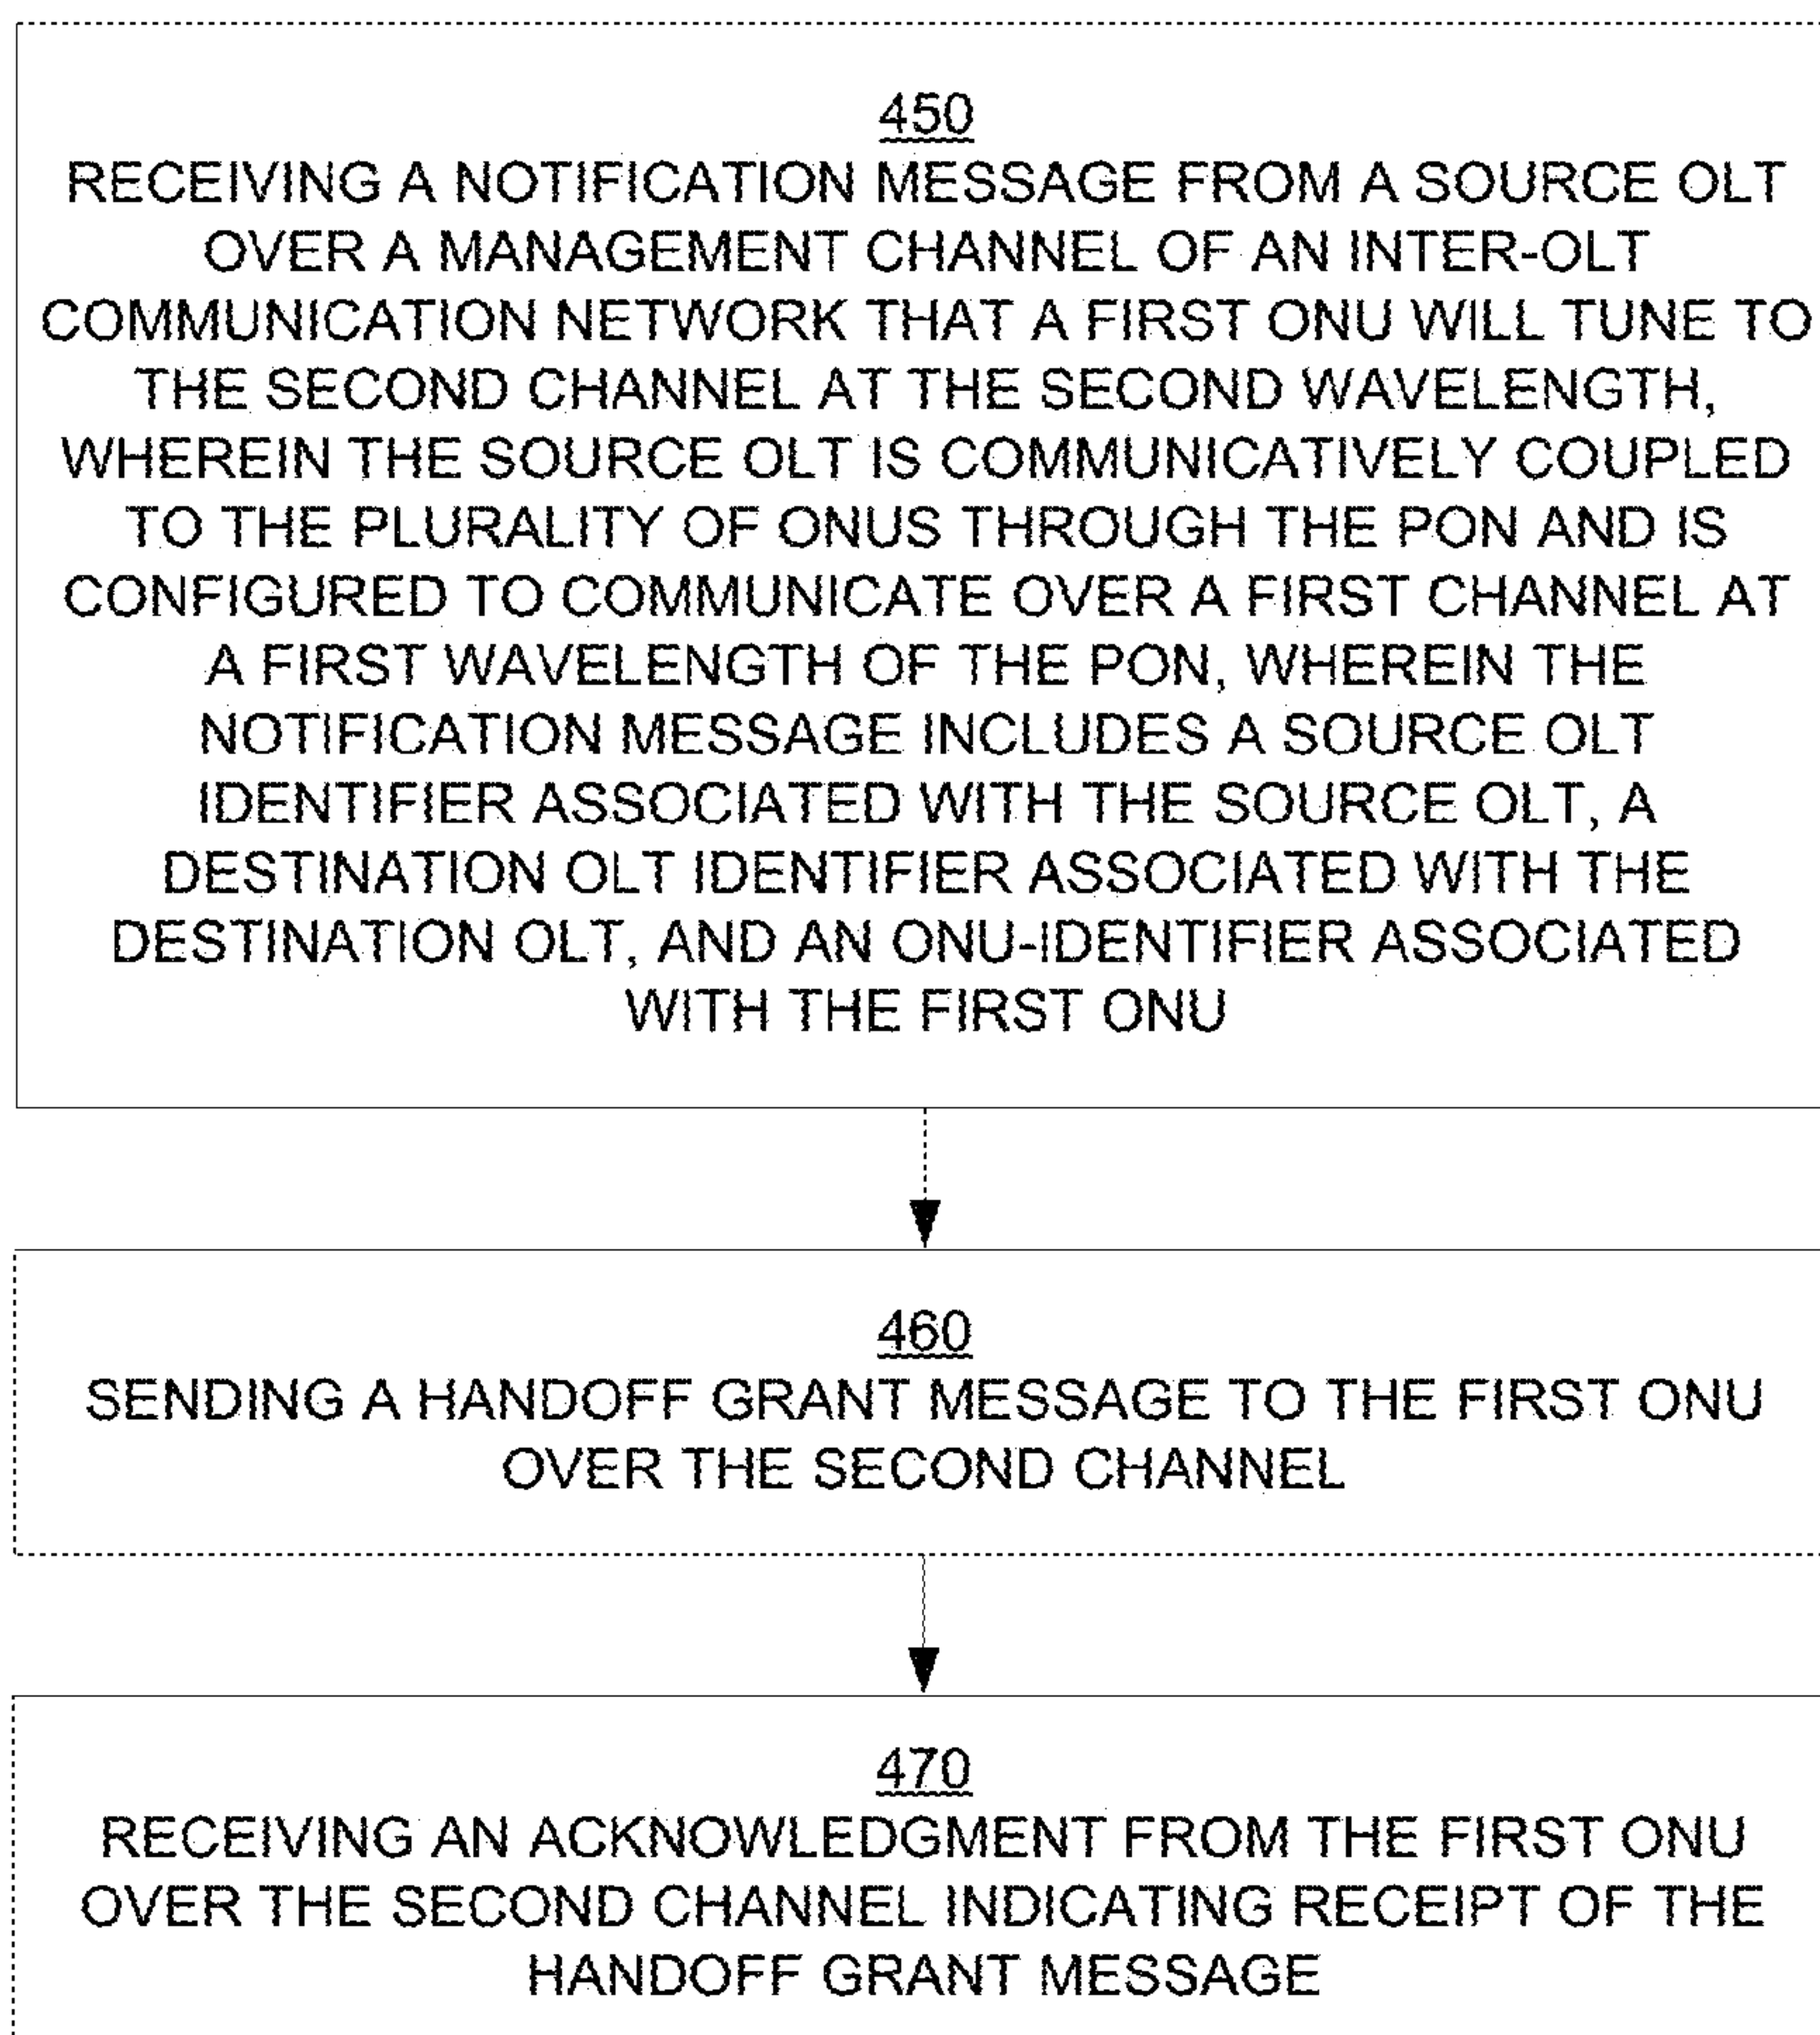 450
RECEIVING A NOTIFICATION MESSAGE FROM A SOURCE OLT
OVER A MANAGEMENT CHANNEL OF AN INTER-OLT
COMMUNICATION NETWORK THAT A FIRST ONU WILL TUNE TO
THE SECOND CHANNEL AT THE SECOND WAVELENGTH,
WHEREIN THE SOURCE OLT IS COMMUNICATIVELY COUPLED
TO THE PLURALITY OF ONUS THROUGH THE PON AND IS
CONFIGURED TO COMMUNICATE OVER A FIRST CHANNEL AT
A FIRST WAVELENGTH OF THE PON, WHEREIN THE
NOTIFICATION MESSAGE INCLUDES A SOURCE OLT
IDENTIFIER ASSOCIATED WITH THE SOURCE OLT, A
DESTINATION OLT IDENTIFIER ASSOCIATED WITH THE
DESTINATION OLT, AND AN ONU-IDENTIFIER ASSOCIATED
WITH THE FIRST ONU
460
SENDING A HANDOFF GRANT MESSAGE TO THE FIRST ONU
OVER THE SECOND CHANNEL
470
RECEIVING AN ACKNOWLEDGMENT FROM THE FIRST ONU
OVER THE SECOND CHANNEL INDICATING RECEIPT OF THE
HANDOFF GRANT MESSAGE